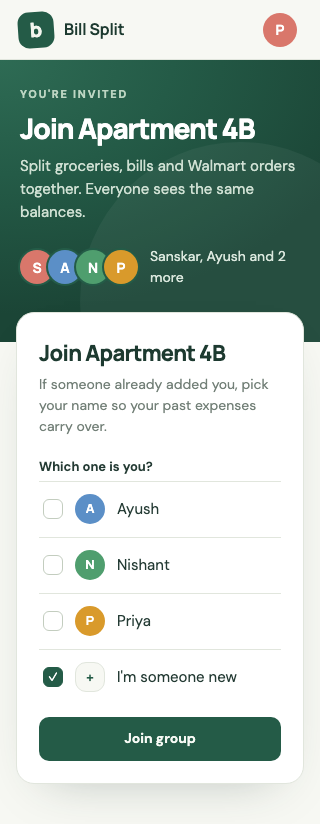 b Bill Split P
YOU'RE INVITED
Join Apartment 4B
Split groceries, bills and Walmart orders
together. Everyone sees the same
balances.
S A N P Sanskar, Ayush and 2
more
Join Apartment 4B
If someone already added you, pick
your name so your past expenses
carry over.
Which one is you?
A Ayush
N Nishant
P Priya
+ I'm someone new
Join group